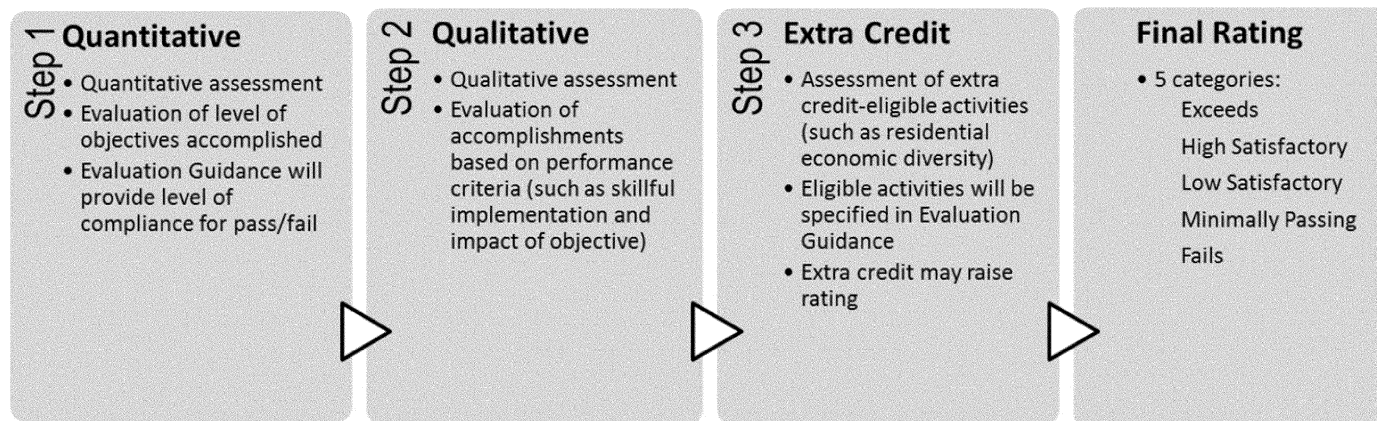 Step 1
Quantitative
• Quantitative assessment
• Evaluation of level of
objectives accomplished
• Evaluation Guidance will
provide level of
compliance for pass/fail
Step 2
Qualitative
• Qualitative assessment
• Evaluation of
accomplishments
based on performance
criteria (such as skillful
implementation and
impact of objective)
Step 3
Extra Credit
• Assessment of extra
credit-eligible activities
(such as residential
economic diversity)
• Eligible activities will be
specified in Evaluation
Guidance
• Extra credit may raise
rating
Final Rating
• 5 categories:
Exceeds
High Satisfactory
Low Satisfactory
Minimally Passing
Fails